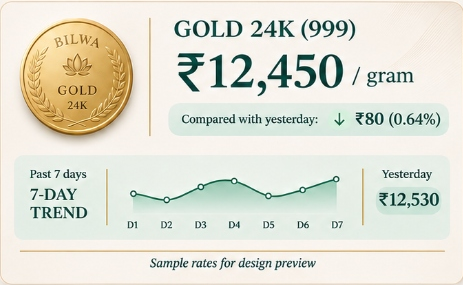 BILWA
GOLD
24K
GOLD 24K (999)
₹12,450 / gram
Compared with yesterday: ↓ ₹80 (0.64%)
Past 7 days
7-DAY
TREND
D1 D2 D3 D4 D5 D6 D7
Yesterday
₹12,530
Sample rates for design preview